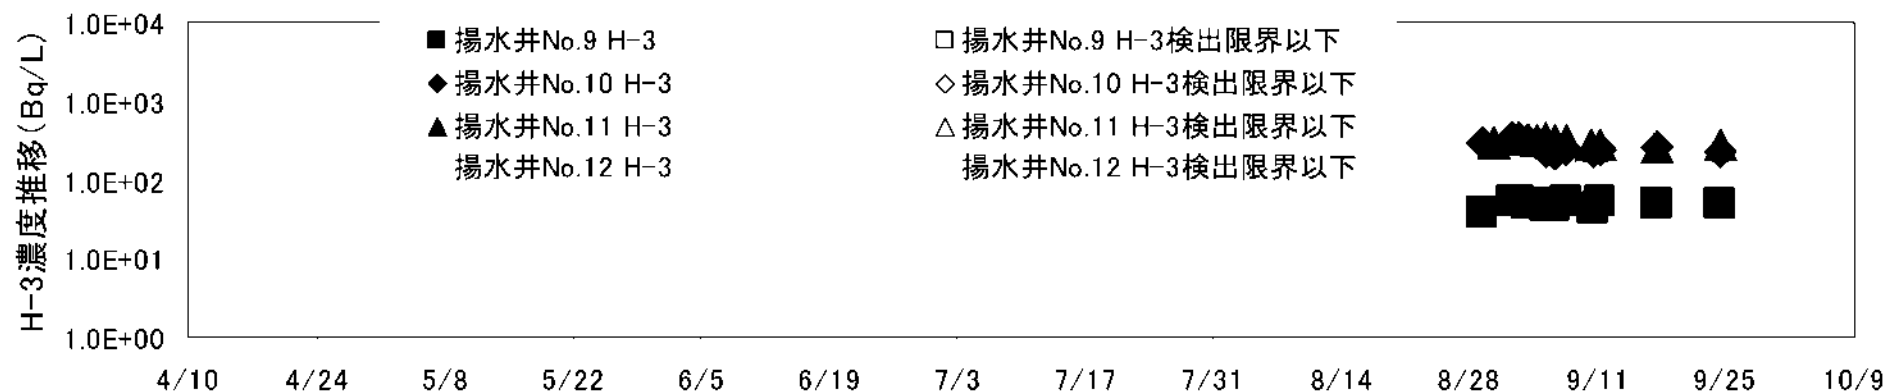 H-3濃度推移(Bq/L)
1.0E+04
1.0E+03
1.0E+02
1.0E+01
1.0E+00
■揚水井No.9 H-3 □揚水井No.9 H-3検出限界以下
◆揚水井No.10 H-3 ◇揚水井No.10 H-3検出限界以下
▲揚水井No.11 H-3 △揚水井No.11 H-3検出限界以下
揚水井No.12 H-3 揚水井No.12 H-3検出限界以下
4/10 4/24 5/8 5/22 6/5 6/19 7/3 7/17 7/31 8/14 8/28 9/11 9/25 10/9